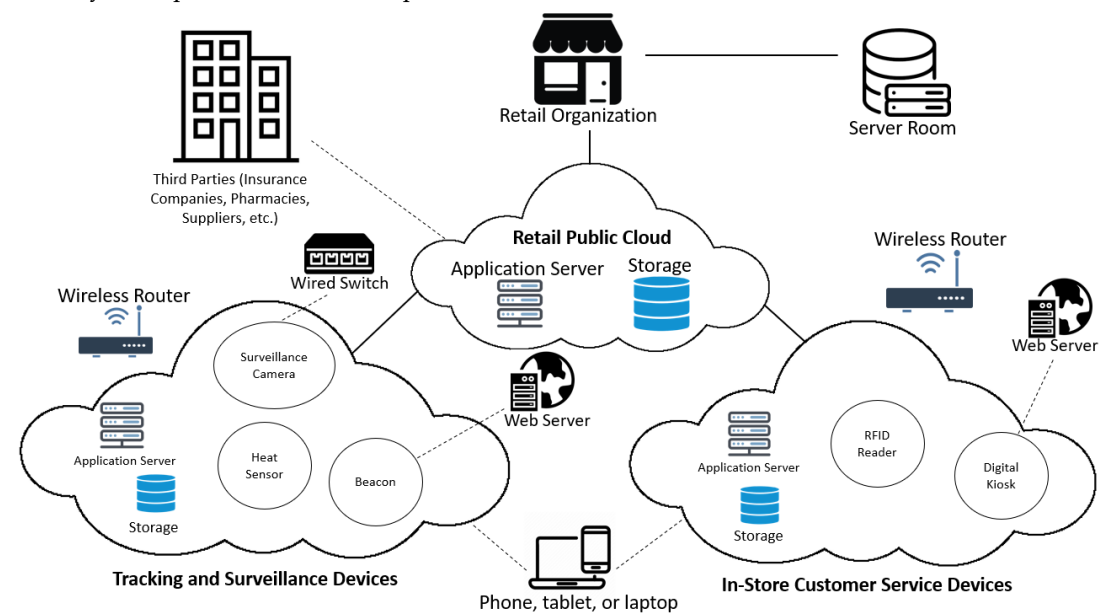 Retail Organization
Server Room
Third Parties (Insurance
Companies, Pharmacies,
Suppliers, etc.)
Retail Public Cloud
Application Server
Storage
Wired Switch
Wireless Router
Wireless Router
Web Server
Surveillance
Camera
Web Server
Application Server
Storage
Heat
Sensor
Beacon
Application Server
Storage
RFID
Reader
Digital
Kiosk
Tracking and Surveillance Devices
In-Store Customer Service Devices
Phone, tablet, or laptop